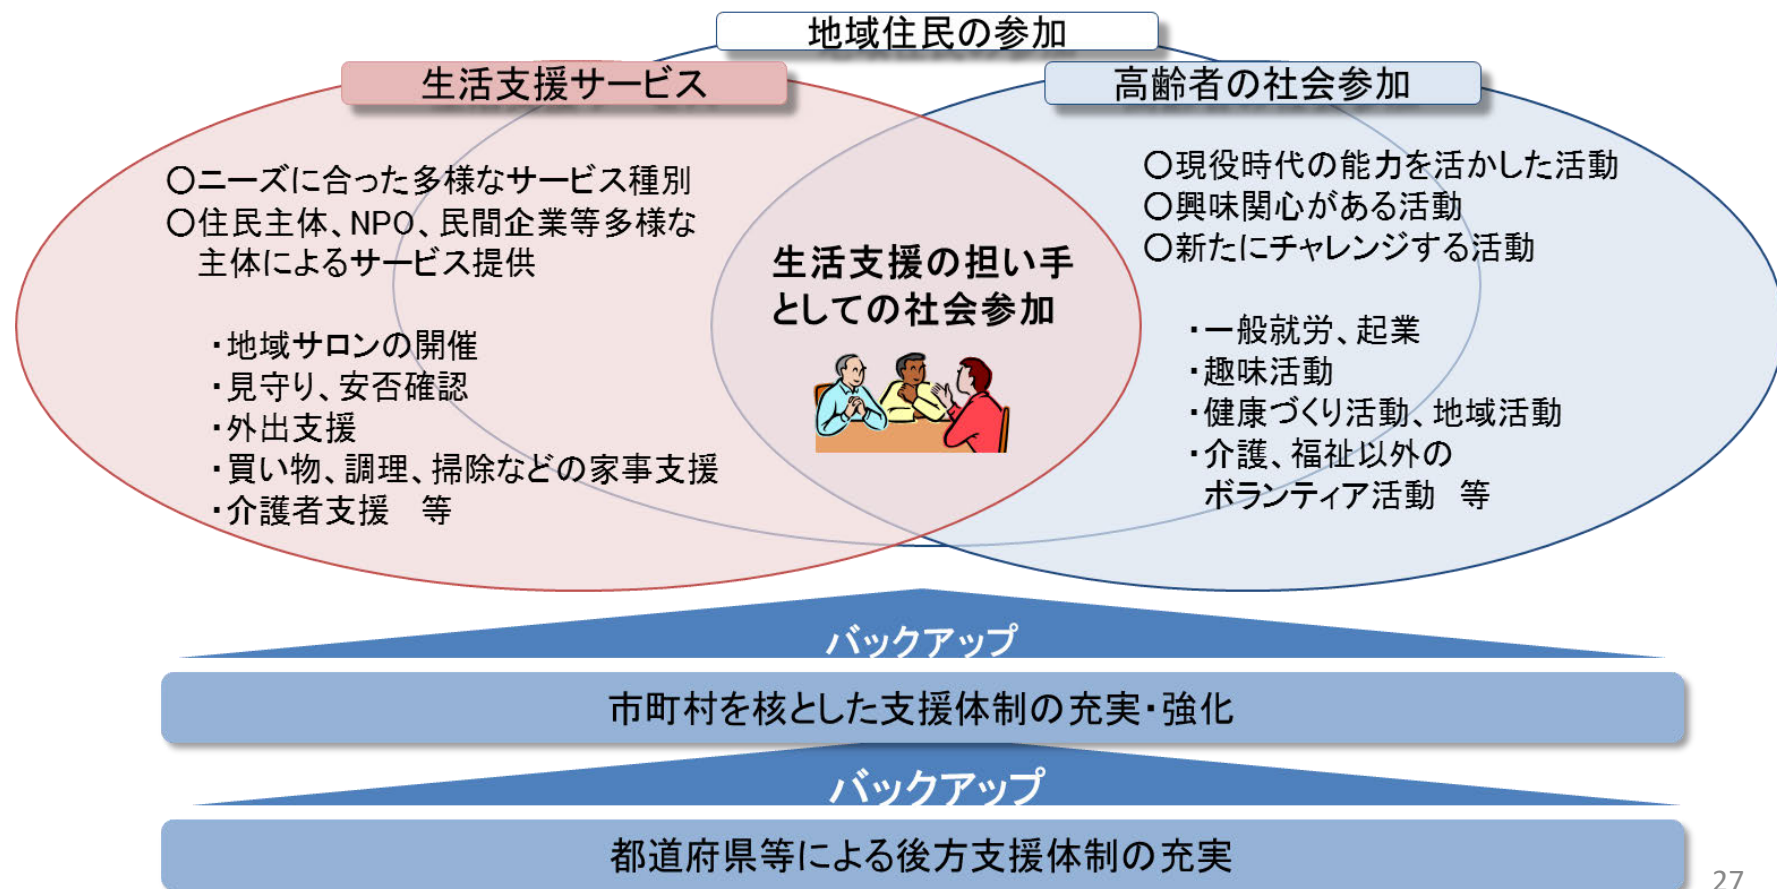 地域住民の参加
生活支援サービス
高齢者の社会参加
○ニーズに合った多様なサービス種別
○住民主体、NPO、民間企業等多様な
主体によるサービス提供
・地域サロンの開催
・見守り、安否確認
・外出支援
・買い物、調理、掃除などの家事支援
・介護者支援　等
生活支援の担い手
としての社会参加
○現役時代の能力を活かした活動
○興味関心がある活動
○新たにチャレンジする活動
・一般就労、起業
・趣味活動
・健康づくり活動、地域活動
・介護、福祉以外の
ボランティア活動　等
バックアップ
市町村を核とした支援体制の充実・強化
バックアップ
都道府県等による後方支援体制の充実
27